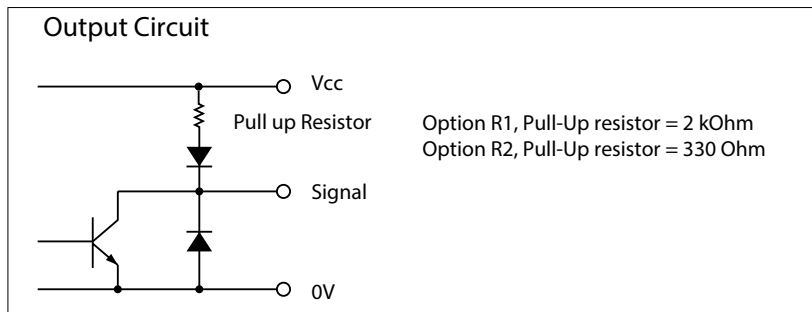 Output Circuit
Vcc
Pull up Resistor
Option R1, Pull-Up resistor = 2 kOhm
Option R2, Pull-Up resistor = 330 Ohm
Signal
0V